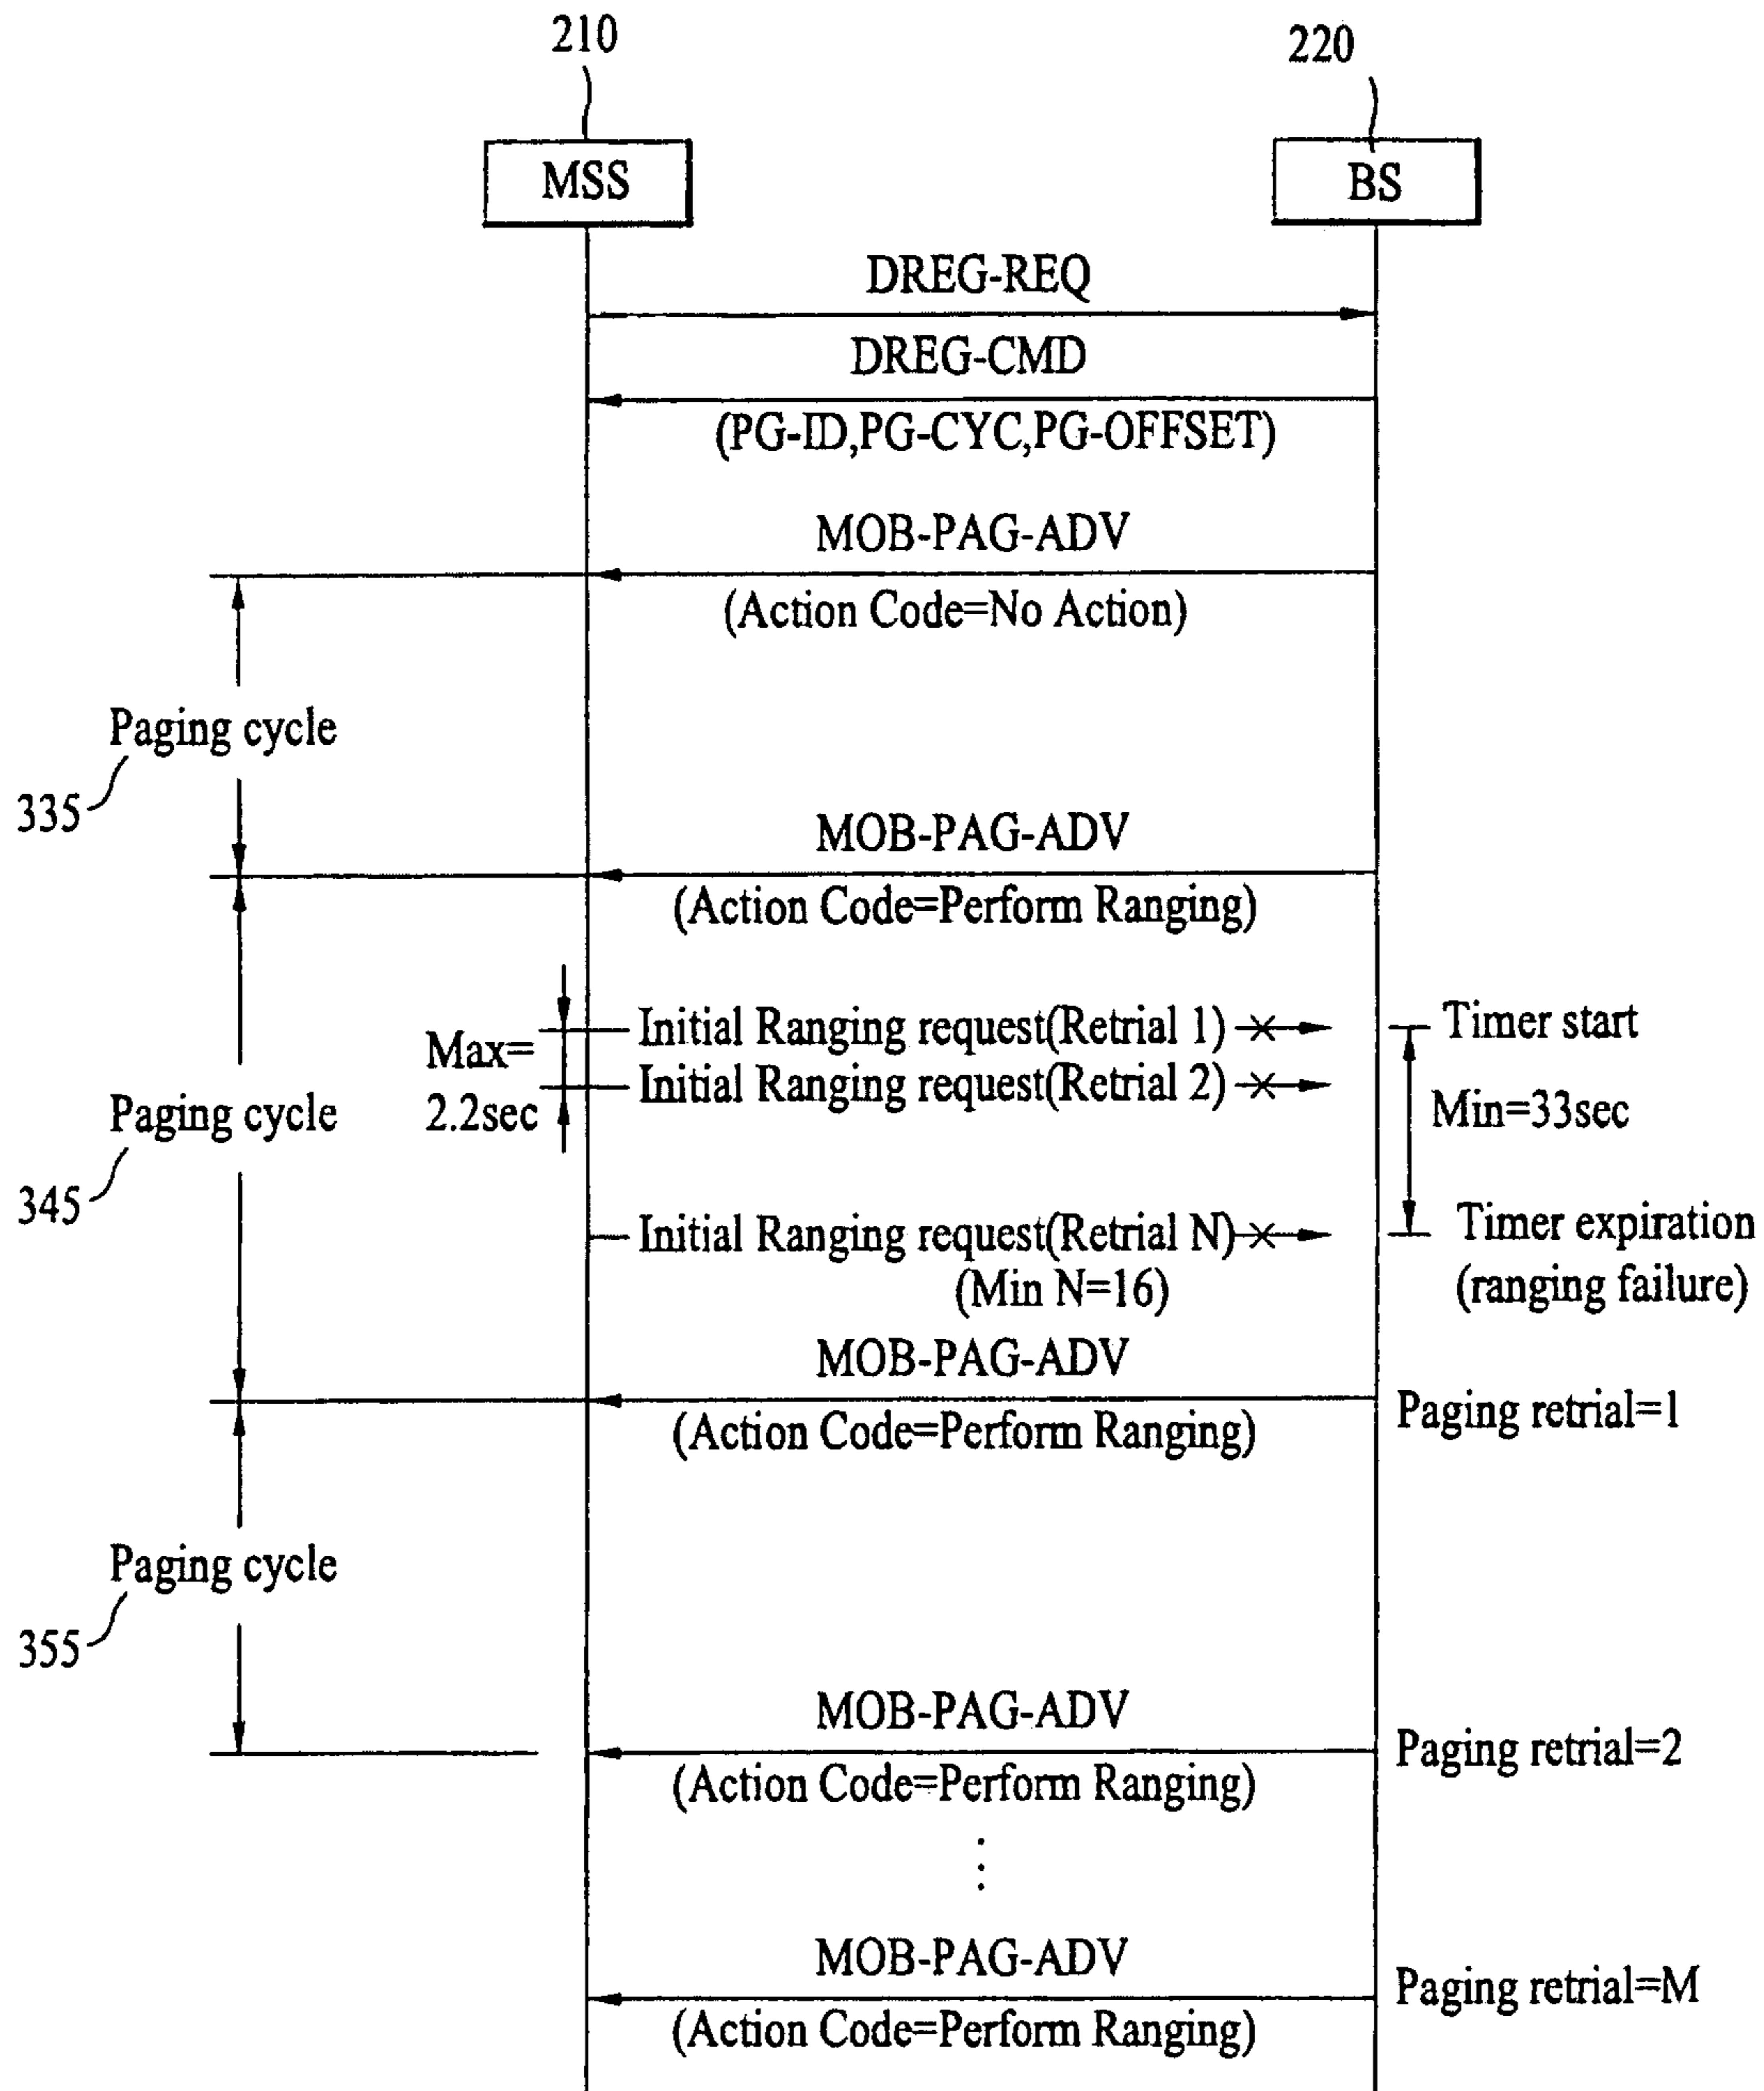 210
220
MSS
BS
DREG-REQ
DREG-CMD
(PG-ID,PG-CYC,PG-OFFSET)
MOB-PAG-ADV
(Action Code=No Action)
Paging cycle
335
MOB-PAG-ADV
(Action Code=Perform Ranging)
Max=
2.2sec
Initial Ranging request(Retrial 1)
Timer start
Initial Ranging request(Retrial 2)
Min=33sec
Paging cycle
345
Initial Ranging request(Retrial N)
(Min N=16)
Timer expiration
(ranging failure)
MOB-PAG-ADV
(Action Code=Perform Ranging)
Paging retrial=1
Paging cycle
355
MOB-PAG-ADV
(Action Code=Perform Ranging)
Paging retrial=2
MOB-PAG-ADV
(Action Code=Perform Ranging)
Paging retrial=M